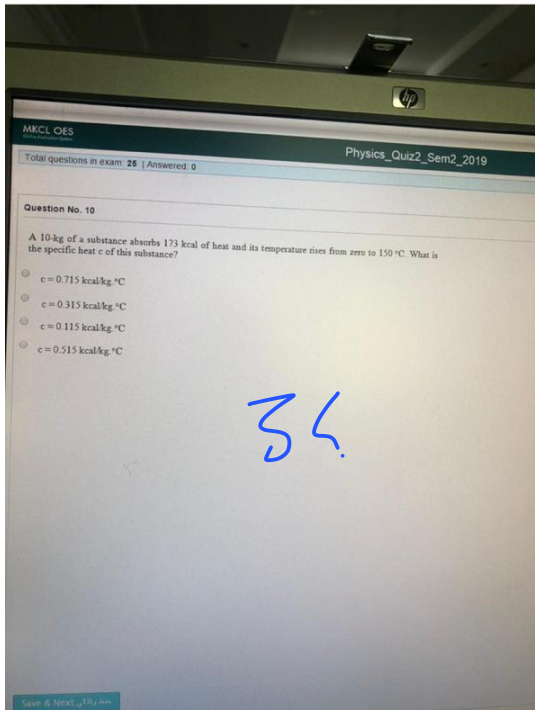 hp
MKCL OES
Physics_Quiz2_Sem2_2019
Total questions in exam: 25 | Answered: 0
Question No. 10
A 10-kg of a substance absorbs 173 kcal of heat and its temperature rises from zero to 150 °C. What is
the specific heat c of this substance?
c = 0.715 kcal/kg.°C
c = 0.315 kcal/kg.°C
c = 0.115 kcal/kg.°C
c = 0.515 kcal/kg.°C
Save & Next